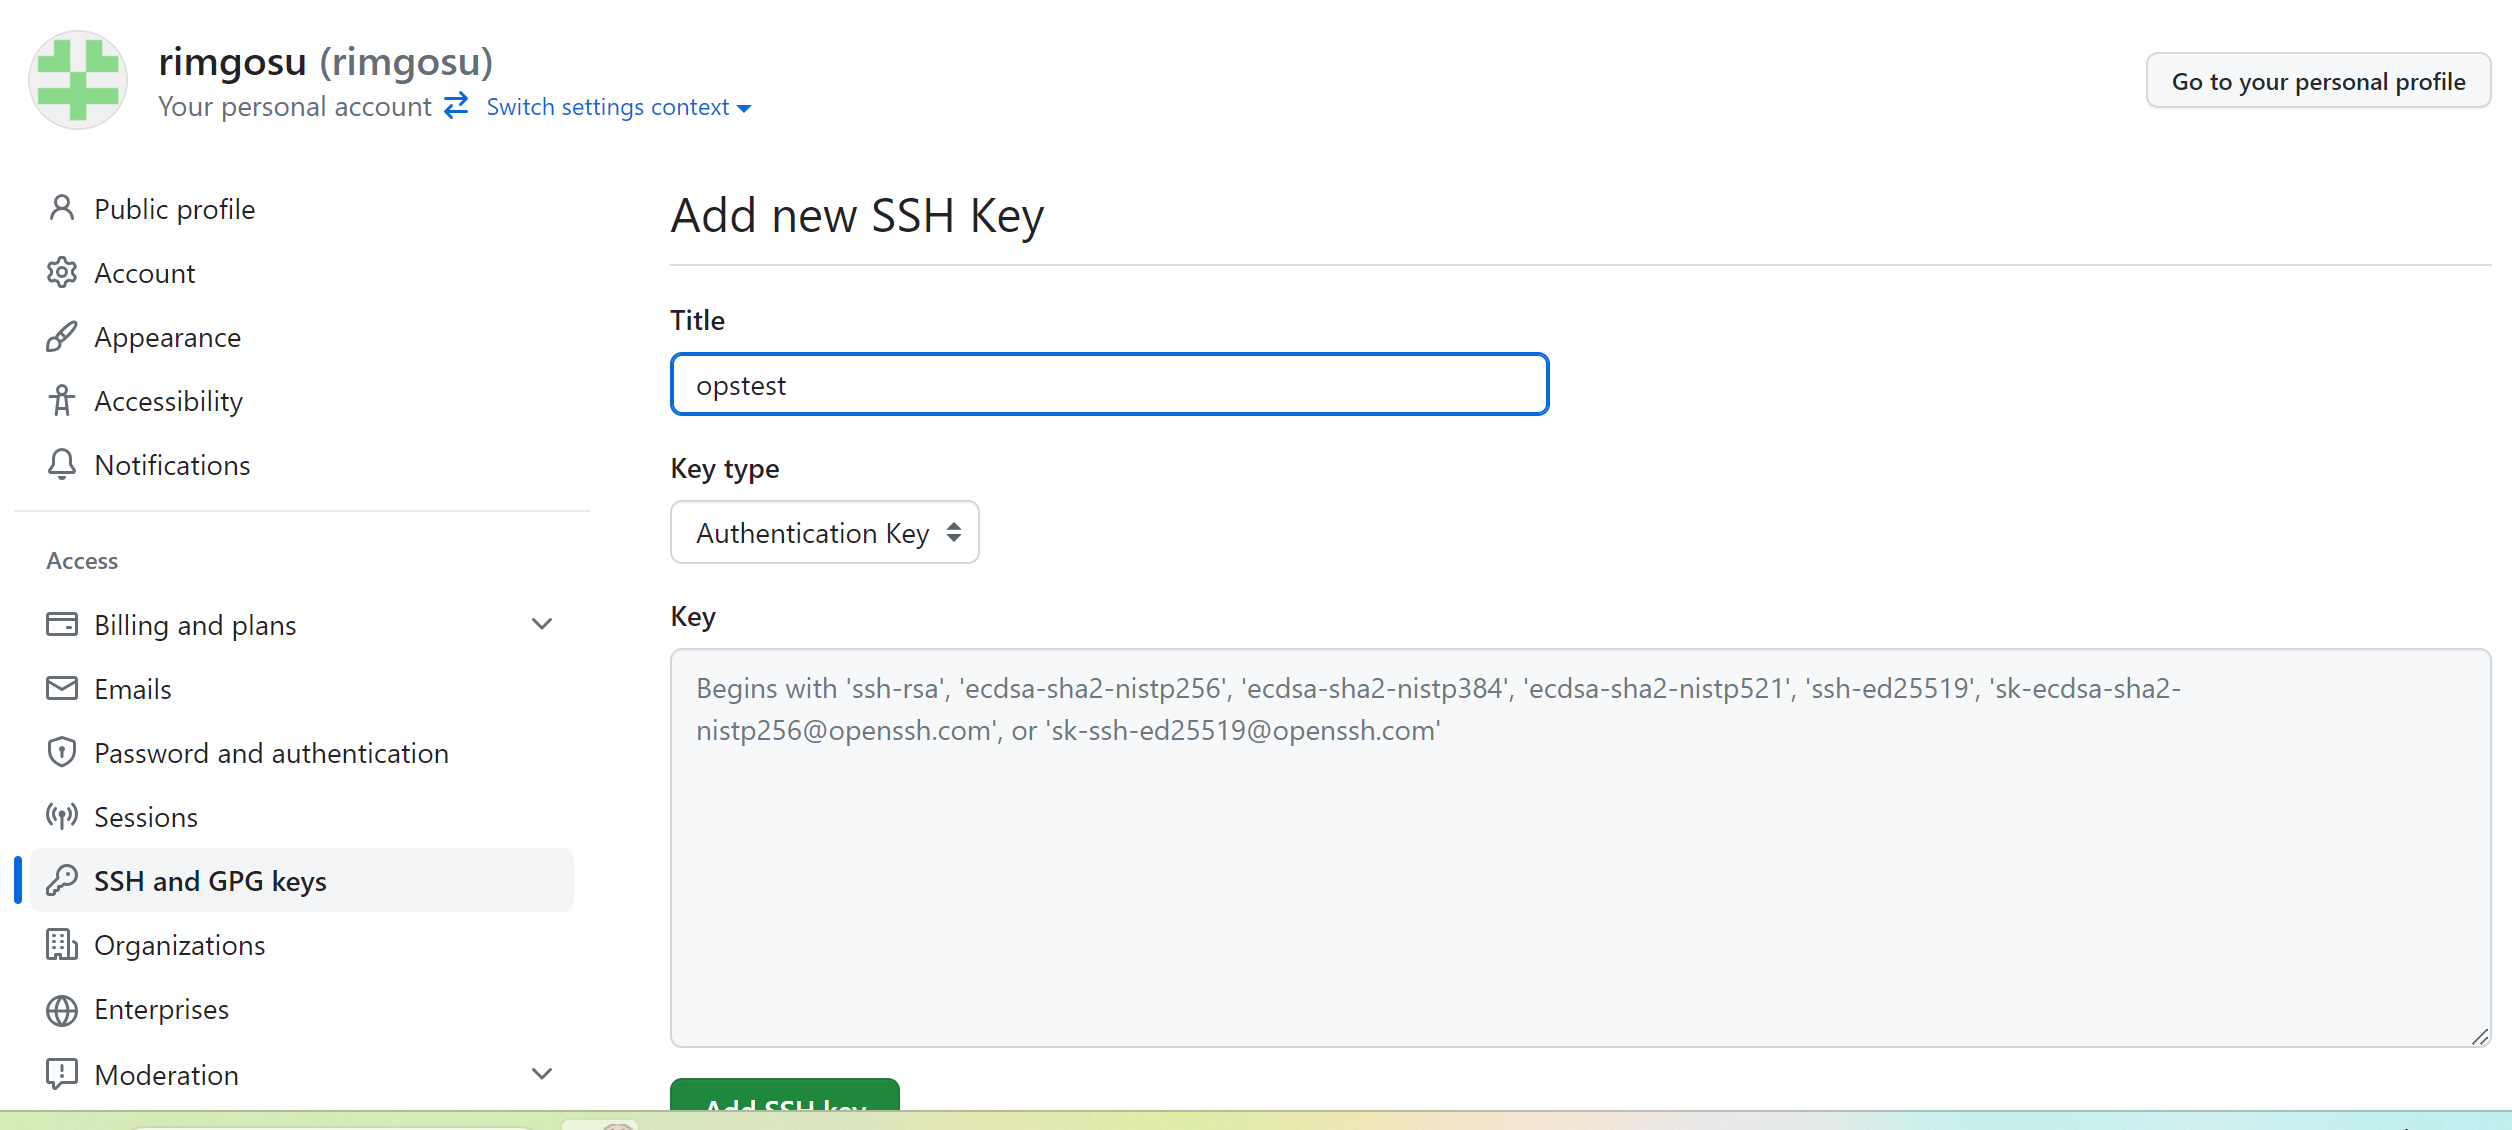 rimgosu (rimgosu)
Your personal account Switch settings context
Go to your personal profile
Public profile
Account
Appearance
Accessibility
Notifications
Access
Billing and plans
Emails
Password and authentication
Sessions
SSH and GPG keys
Organizations
Enterprises
Moderation
Add new SSH Key
Title
opstest
Key type
Authentication Key
Key
Begins with 'ssh-rsa', 'ecdsa-sha2-nistp256', 'ecdsa-sha2-nistp384', 'ecdsa-sha2-nistp521', 'ssh-ed25519', 'sk-ecdsa-sha2-
nistp256@openssh.com', or 'sk-ssh-ed25519@openssh.com'
Add SSH key